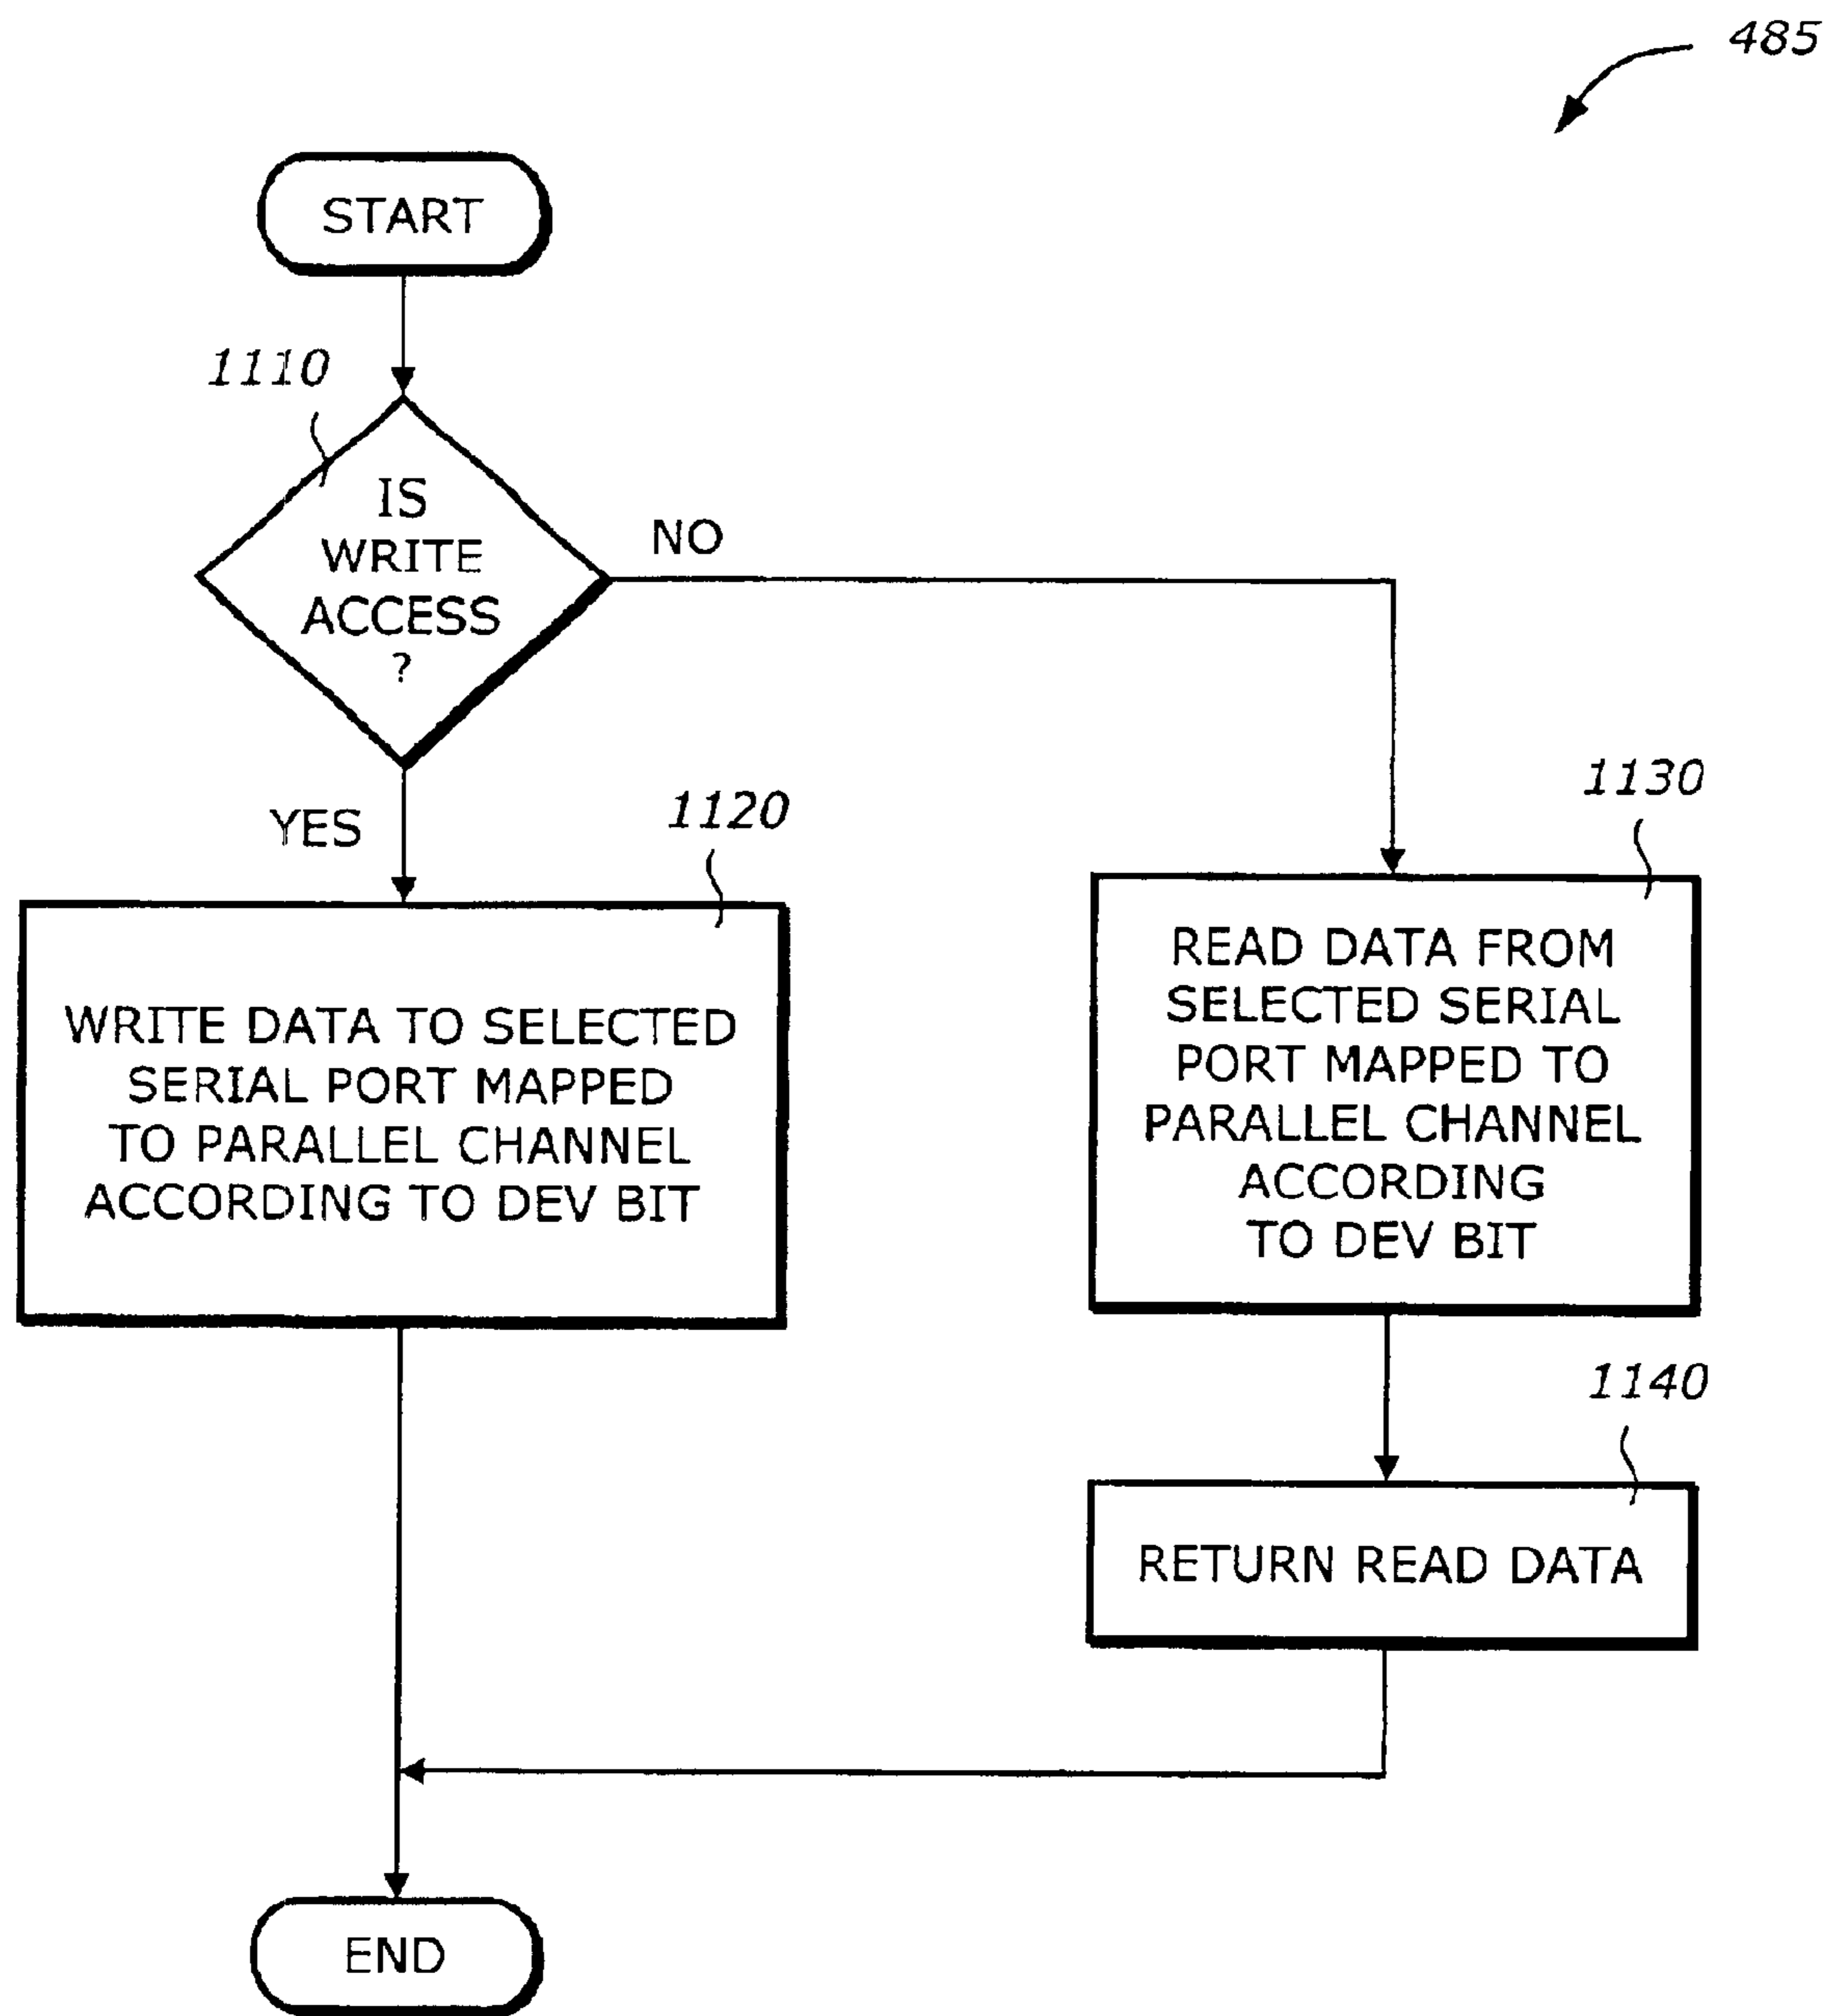 485
START
1110
IS
WRITE
ACCESS
?
NO
YES
1120
WRITE DATA TO SELECTED
SERIAL PORT MAPPED
TO PARALLEL CHANNEL
ACCORDING TO DEV BIT
1130
READ DATA FROM
SELECTED SERIAL
PORT MAPPED TO
PARALLEL CHANNEL
ACCORDING
TO DEV BIT
1140
RETURN READ DATA
END